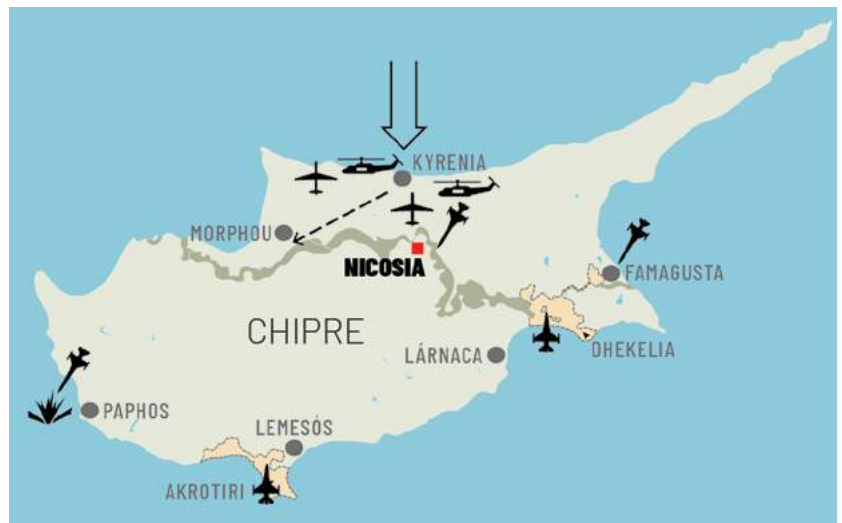 KYRENIA
MORPHOU
NICOSIA
FAMAGUSTA
CHIPRE
DHEKELIA
LÁRNACA
PAPHOS
LEMESÓS
AKROTIRI